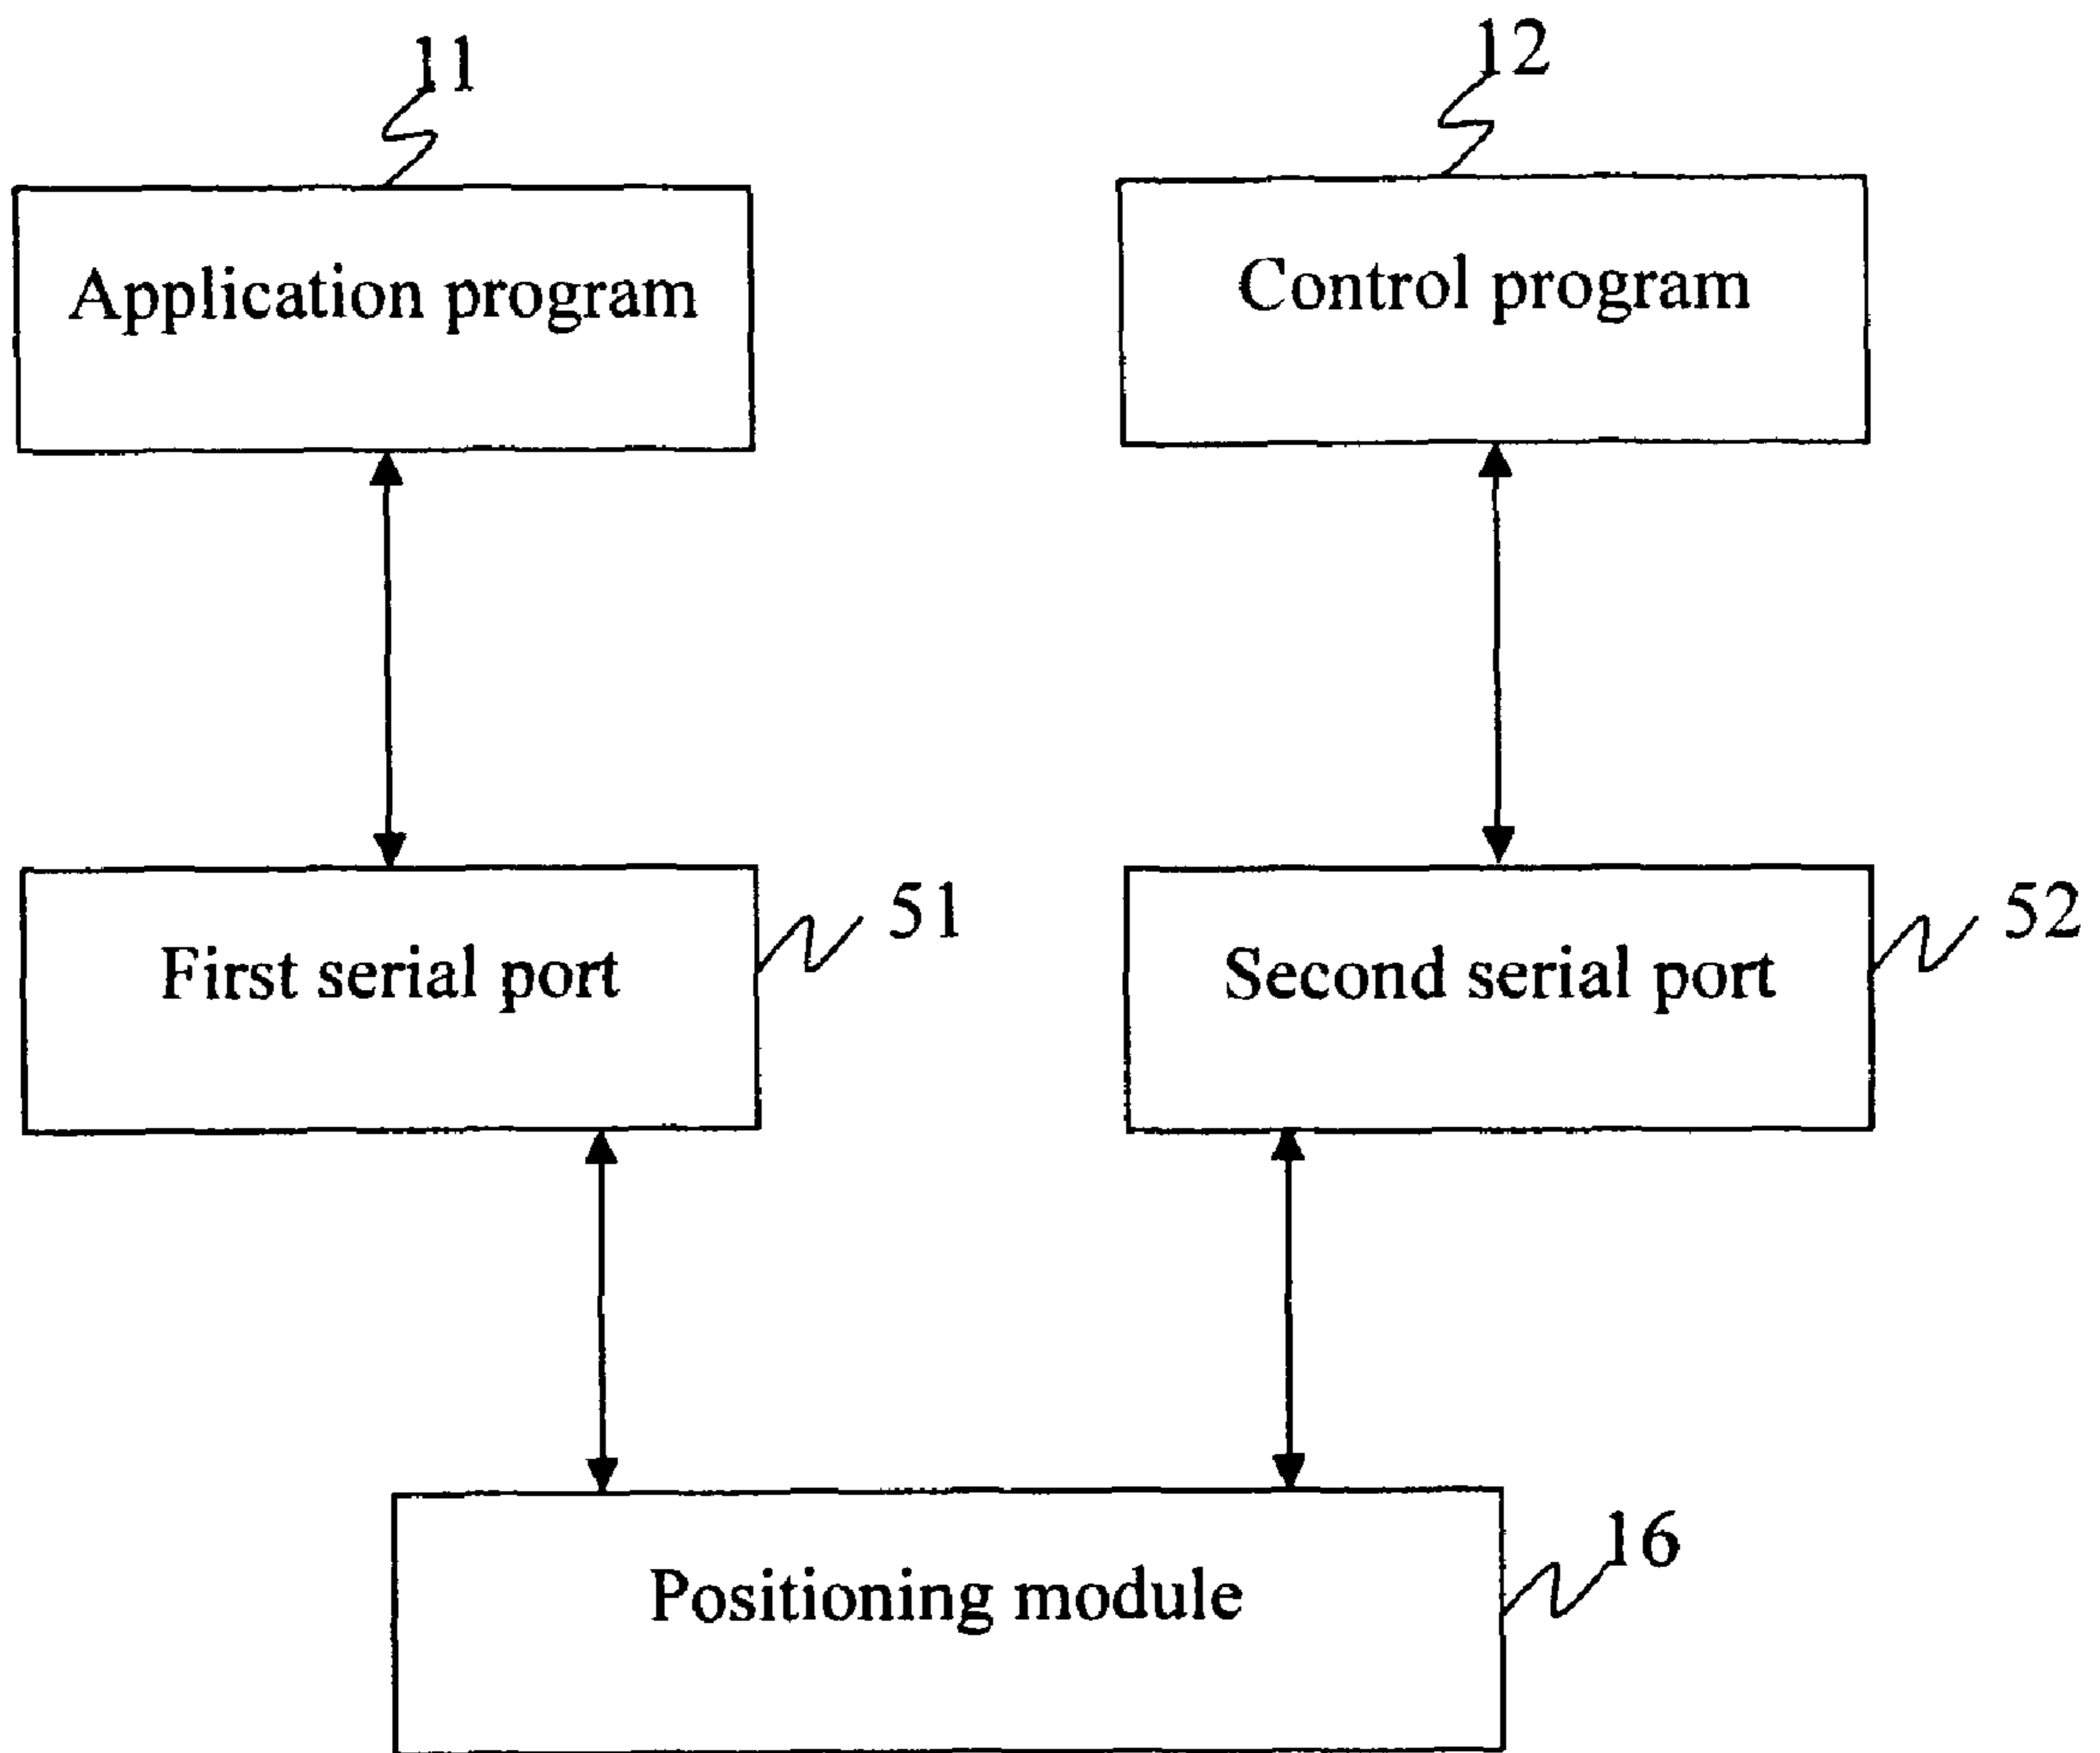 11
12
Application program
Control program
First serial port
51
Second serial port
52
Positioning module
16